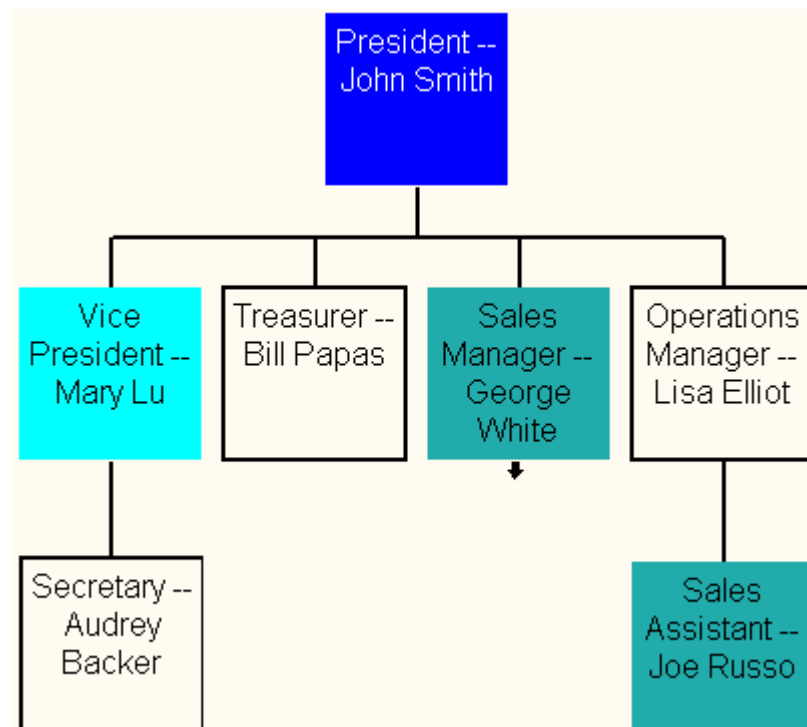 President --
John Smith
Vice
President --
Mary Lu
Treasurer --
Bill Papas
Sales
Manager --
George
White
Operations
Manager --
Lisa Elliot
Secretary --
Audrey
Backer
Sales
Assistant --
Joe Russo